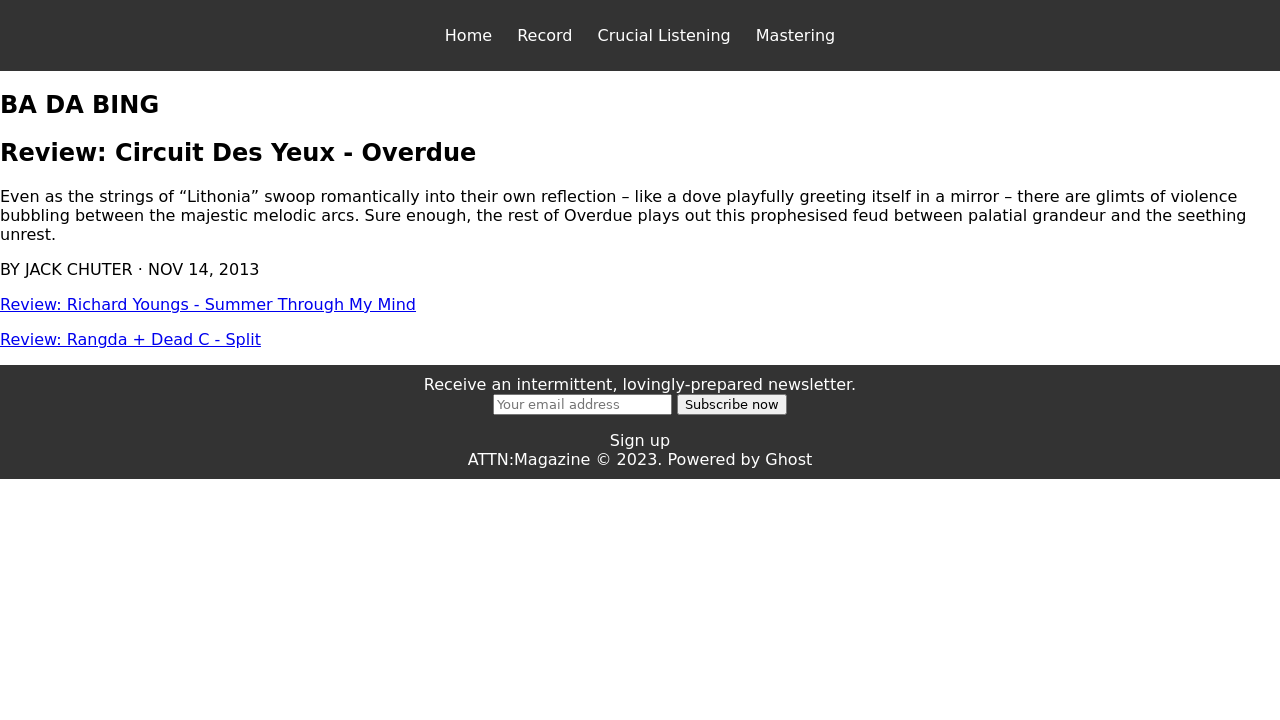 Home Record Crucial Listening Mastering
BA DA BING
Review: Circuit Des Yeux - Overdue
Even as the strings of “Lithonia” swoop romantically into their own reflection – like a dove playfully greeting itself in a mirror – there are glimts of violence
bubbling between the majestic melodic arcs. Sure enough, the rest of Overdue plays out this prophesised feud between palatial grandeur and the seething
unrest.
BY JACK CHUTER · NOV 14, 2013
Review: Richard Youngs - Summer Through My Mind
Review: Rangda + Dead C - Split
Receive an intermittent, lovingly-prepared newsletter.
Your email address Subscribe now
Sign up
ATTN:Magazine © 2023. Powered by Ghost